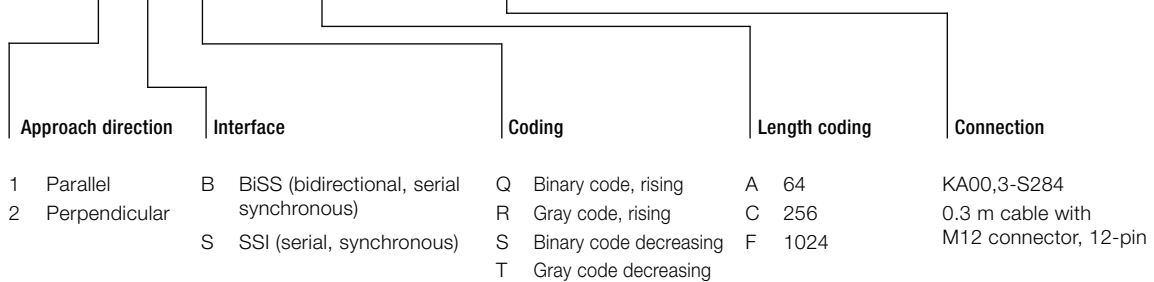 Approach direction
1 Parallel
2 Perpendicular
Interface
B BiSS (bidirectional, serial
synchronous)
S SSI (serial, synchronous)
Coding
Q Binary code, rising
R Gray code, rising
S Binary code decreasing
T Gray code decreasing
Length coding
A 64
C 256
F 1024
Connection
KA00,3-S284
0.3 m cable with
M12 connector, 12-pin